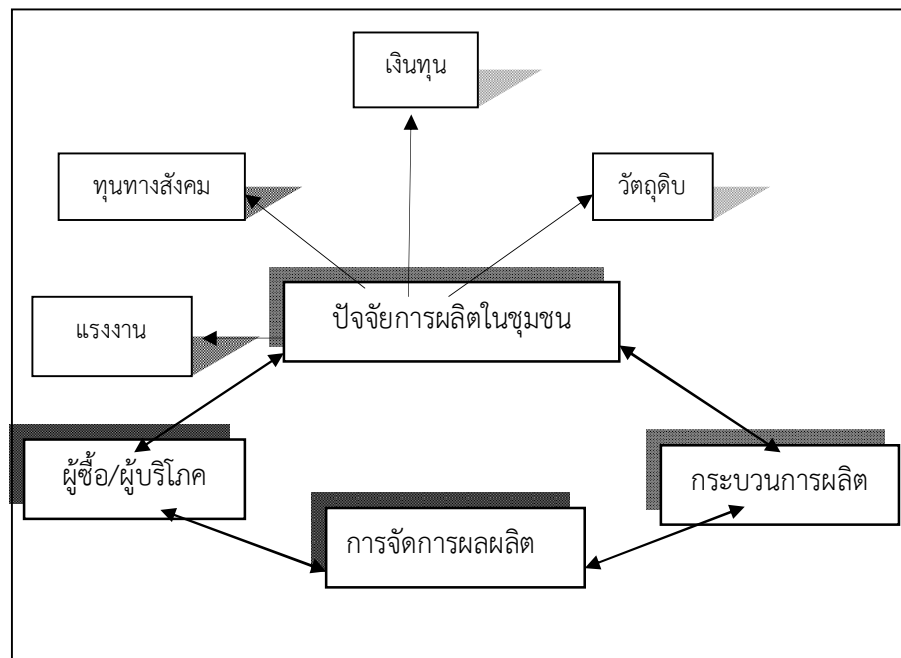 เงินทุน
ทุนทางสังคม
วัตถุดิบ
ปัจจัยการผลิตในชุมชน
แรงงาน
ผู้ซื้อ/ผู้บริโภค
กระบวนการผลิต
การจัดการผลผลิต